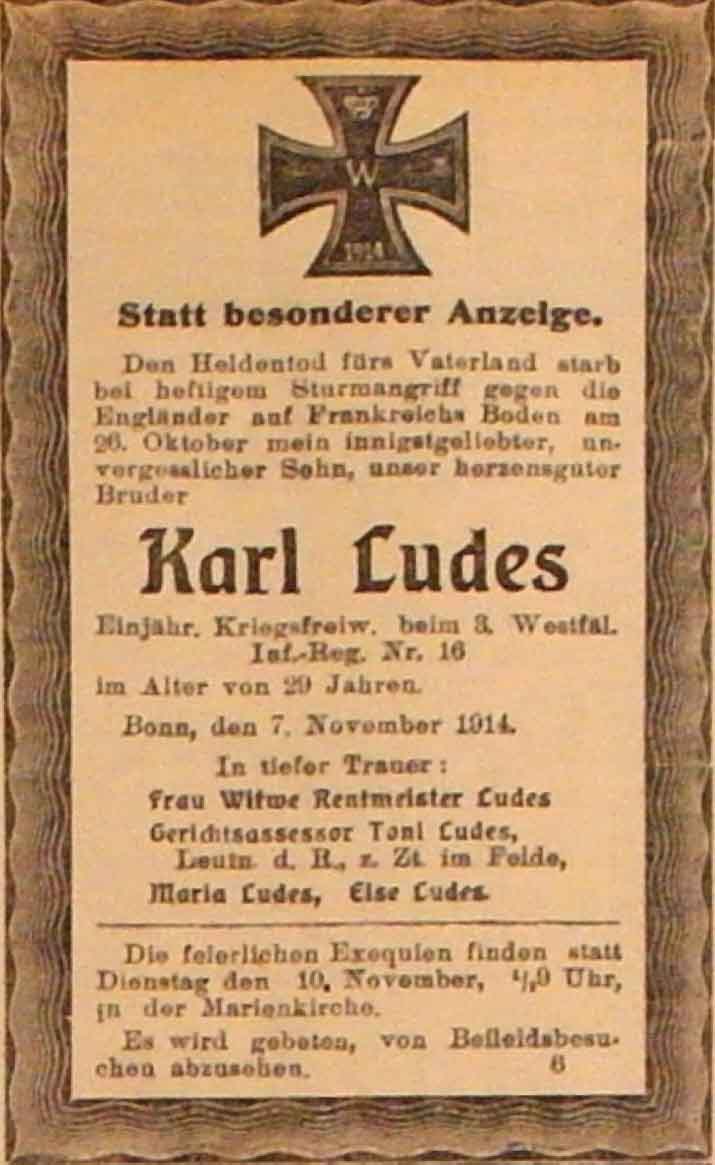 W
1914
Statt besonderer Anzeige.
Den Heldentod fürs Vaterland starb
bei heftigem Sturmangriff gegen die
Engländer auf Frankreichs Boden am
26. Oktober mein innigstgeliebter, un-
vergesslicher Sohn, unser herzensguter
Bruder
Karl Ludes
Einjähr. Kriegsfreiw. beim 3. Westfäl.
Inf.-Reg. Nr. 16
im Alter von 29 Jahren.
Bonn, den 7. November 1914.
In tiefer Trauer:
Frau Witwe Rentmeister Ludes
Gerichtsassessor Toni Ludes,
Leutn. d. R., z. Zt. im Felde,
Maria Ludes, Else Ludes.
Die feierlichen Exequien finden statt
Dienstag den 10. November, 1/29 Uhr,
in der Marienkirche.
Es wird gebeten, von Beileidsbesu-
chen abzusehen. 6